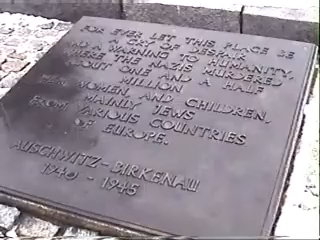 FOR EVER LET THIS PLACE BE
A CRY OF DESPAIR
AND A WARNING TO HUMANITY,
WHERE THE NAZIS MURDERED
ABOUT ONE AND A HALF
MILLION
MEN, WOMEN, AND CHILDREN,
MAINLY JEWS
FROM VARIOUS COUNTRIES
OF EUROPE.
AUSCHWITZ-BIRKENAU
1940 - 1945